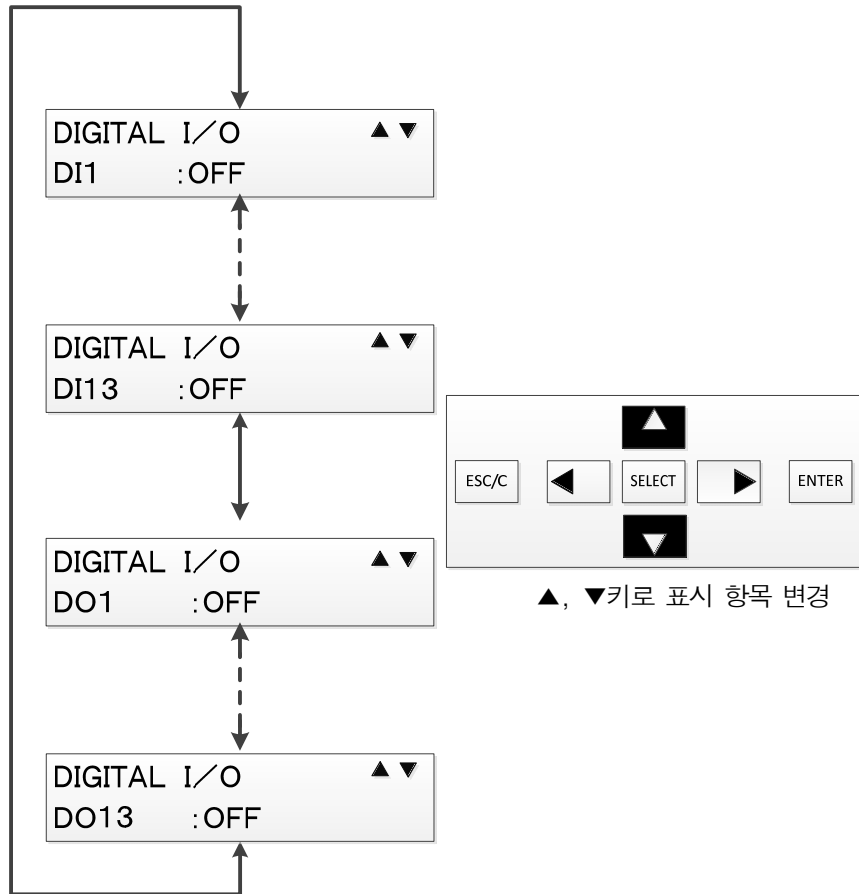 DIGITAL I／O ▲ ▼
DI1 :OFF
DIGITAL I／O ▲ ▼
DI13 :OFF
DIGITAL I／O ▲ ▼
DO1 :OFF
DIGITAL I／O ▲ ▼
DO13 :OFF
△
ESC/C ◀ SELECT ▶ ENTER
▽
▲, ▼키로 표시 항목 변경